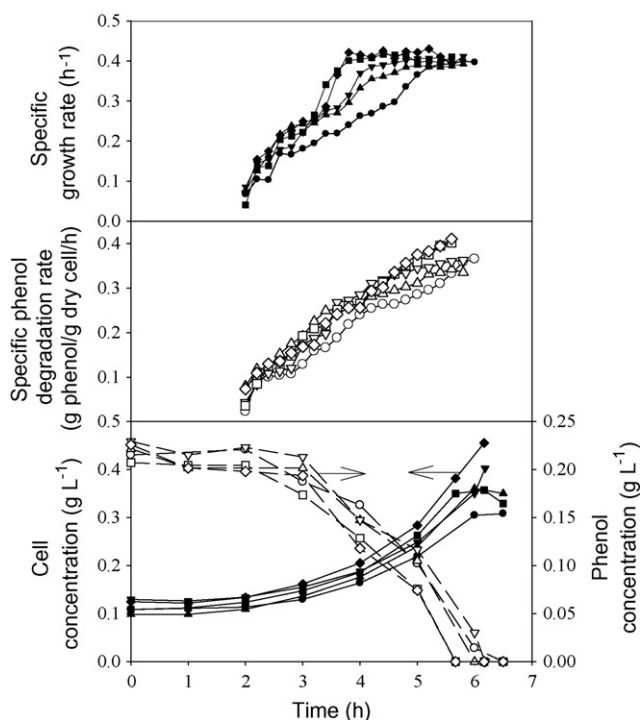 0.5
0.4
0.3
0.2
0.1
0.0
Specific
growth rate (h-1)
0.4
0.3
0.2
0.1
0.5
Specific phenol
degradation rate
(g phenol/g dry cell/h)
0.4
0.3
0.2
0.1
0.0
Cell
concentration (g L-1)
0.25
0.20
0.15
0.10
0.05
0.00
Phenol
concentration (g L-1)
0 1 2 3 4 5 6 7
Time (h)